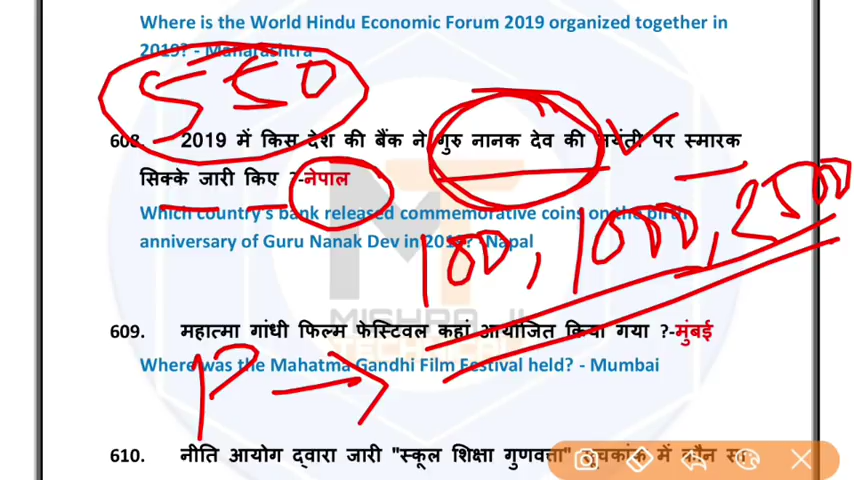 Where is the World Hindu Economic Forum 2019 organized together in
2019? - Maharashtra
550
608. 2019 में किस देश की बैंक ने गुरु नानक देव की जयंती पर स्मारक
सिक्के जारी किए ?-नेपाल
Which country's bank released commemorative coins on the birth
anniversary of Guru Nanak Dev in 2019? - Napal
100, 1000, 2500
609. महात्मा गांधी फिल्म फेस्टिवल कहां आयोजित किया गया ?-मुंबई
Where was the Mahatma Gandhi Film Festival held? - Mumbai
P →
610. नीति आयोग द्वारा जारी "स्कूल शिक्षा गुणवत्ता" सूचकांक में कौन सा